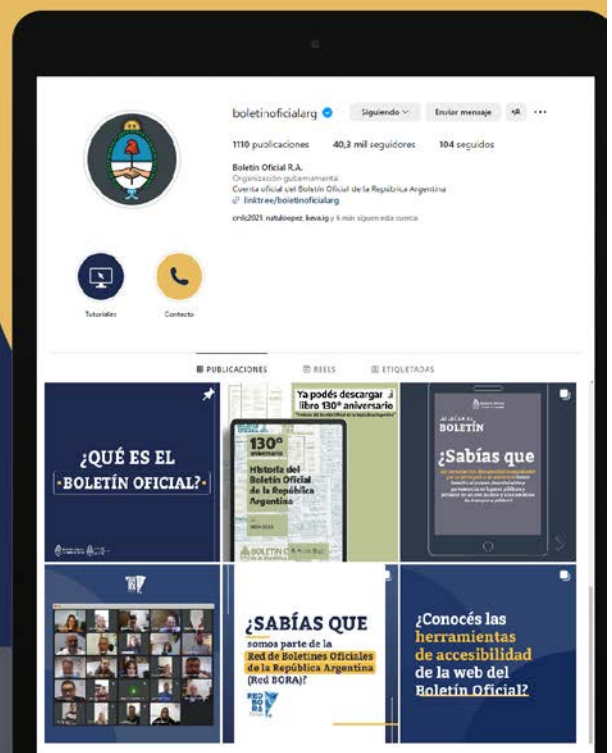 boletinoficialarg
Siguiendo
Enviar mensaje
1110 publicaciones 40,3 mil seguidores 104 seguidos
Boletín Oficial R.A.
Organización gubernamental
Cuenta oficial del Boletín Oficial de la República Argentina
linktree/boletinoficialarg
Tutoriales
Contacto
PUBLICACIONES
REELS
ETIQUETADAS
¿QUÉ ES EL
BOLETÍN OFICIAL?
Ya podés descargar
libro 130° aniversario
130°
aniversario
Historia del
Boletín Oficial
de la República
Argentina
BOLETÍN
¿Sabías que
¿SABÍAS QUE
somos parte de la
Red de Boletines Oficiales
de la República Argentina
(Red BORA)?
RED
BO
RA
¿Conocés las
herramientas
de accesibilidad
de la web del
Boletín Oficial?